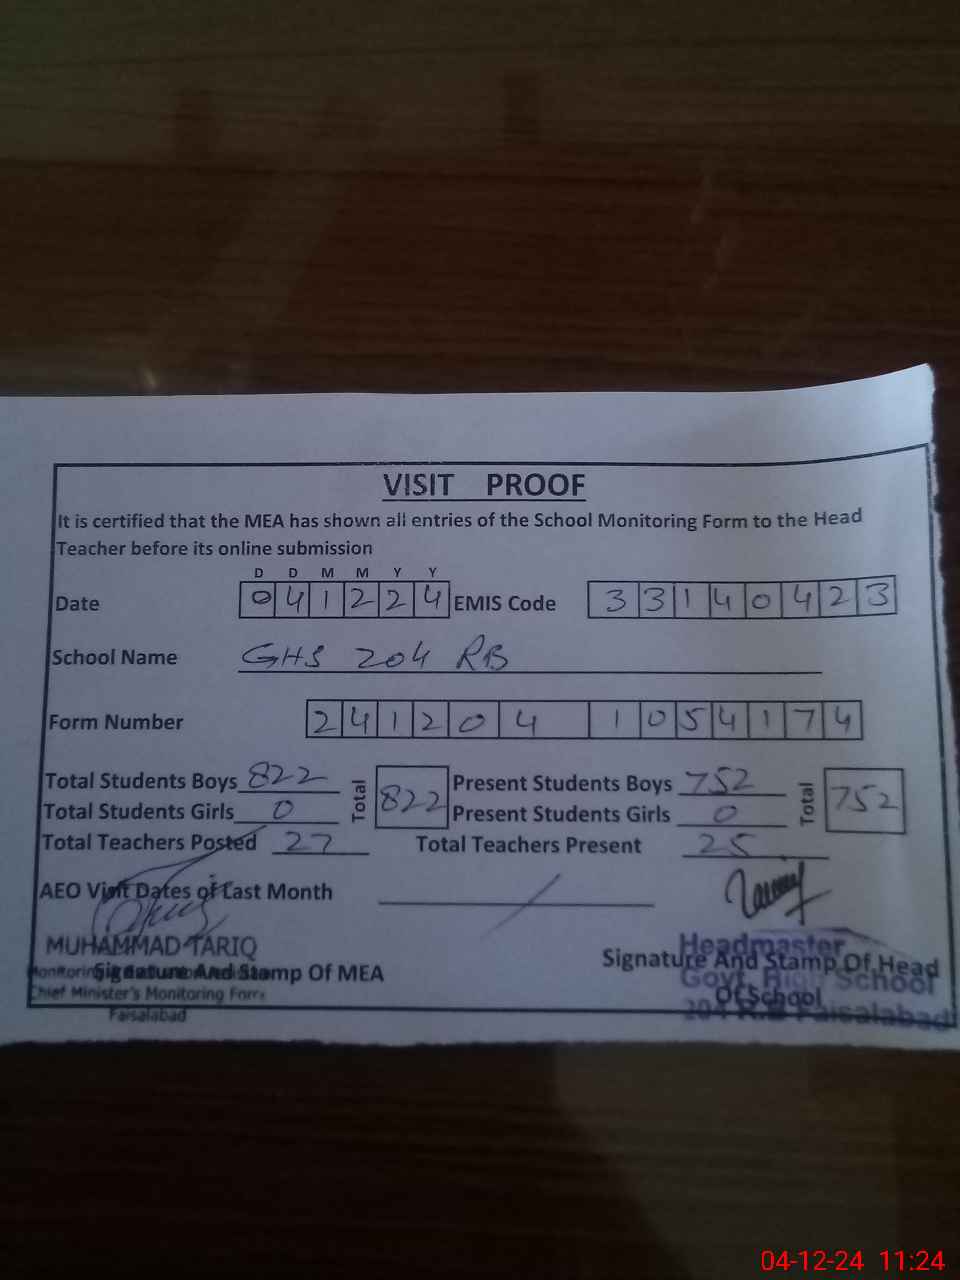 VISIT PROOF
It is certified that the MEA has shown all entries of the School Monitoring Form to the Head
Teacher before its online submission
D D M M Y Y
Date 0 4 1 2 2 4 EMIS Code 3 3 1 4 0 4 2 3
School Name GHS 204 RB
Form Number 2 4 1 2 0 4 1 0 5 4 1 7 4
Total Students Boys 822 Total 822 Present Students Boys 752 Total 752
Total Students Girls 0 Present Students Girls 0
Total Teachers Posted 27 Total Teachers Present 25
AEO Visit Dates of Last Month
MUHAMMAD TARIQ
Signature And Stamp Of MEA
Chief Minister's Monitoring Force
Faisalabad
Headmaster
Signature And Stamp Of Head
Govt. High School
Of School
204 R.B Faisalabad
04-12-24 11:24